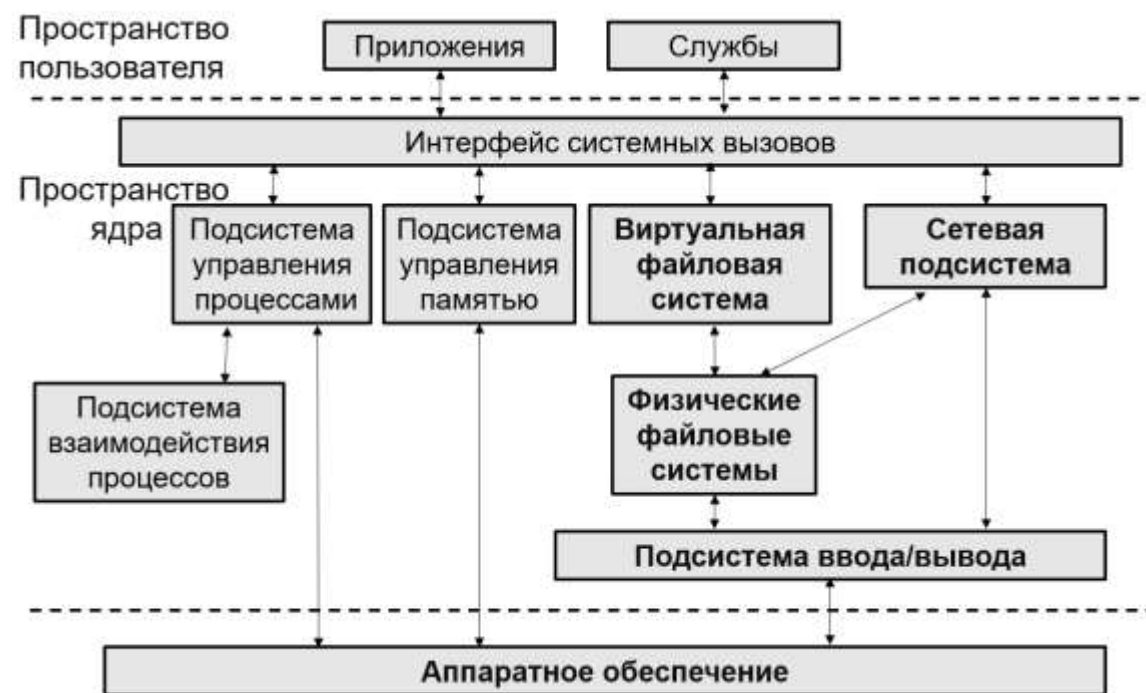 Пространство
пользователя
Приложения
Службы
Интерфейс системных вызовов
Пространство
ядра
Подсистема
управления
процессами
Подсистема
управления
памятью
Виртуальная
файловая
система
Сетевая
подсистема
Подсистема
взаимодействия
процессов
Физические
файловые
системы
Подсистема ввода/вывода
Аппаратное обеспечение